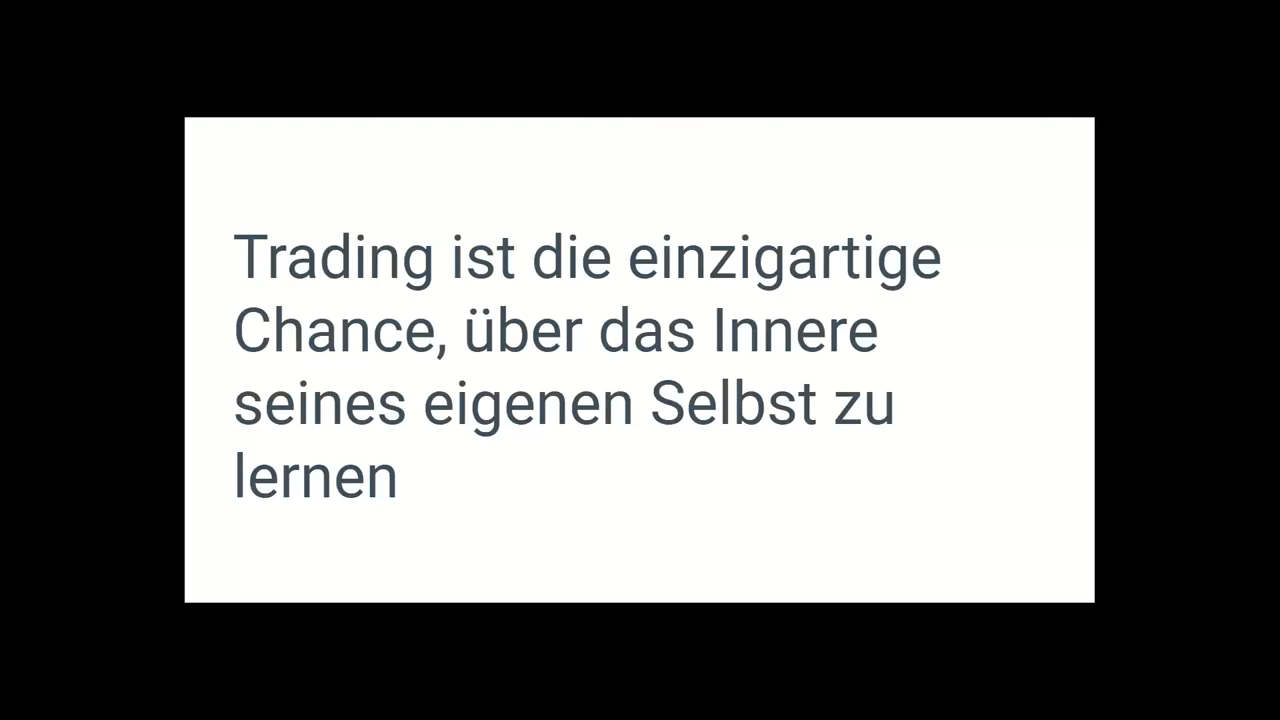 Trading ist die einzigartige
Chance, über das Innere
seines eigenen Selbst zu
lernen